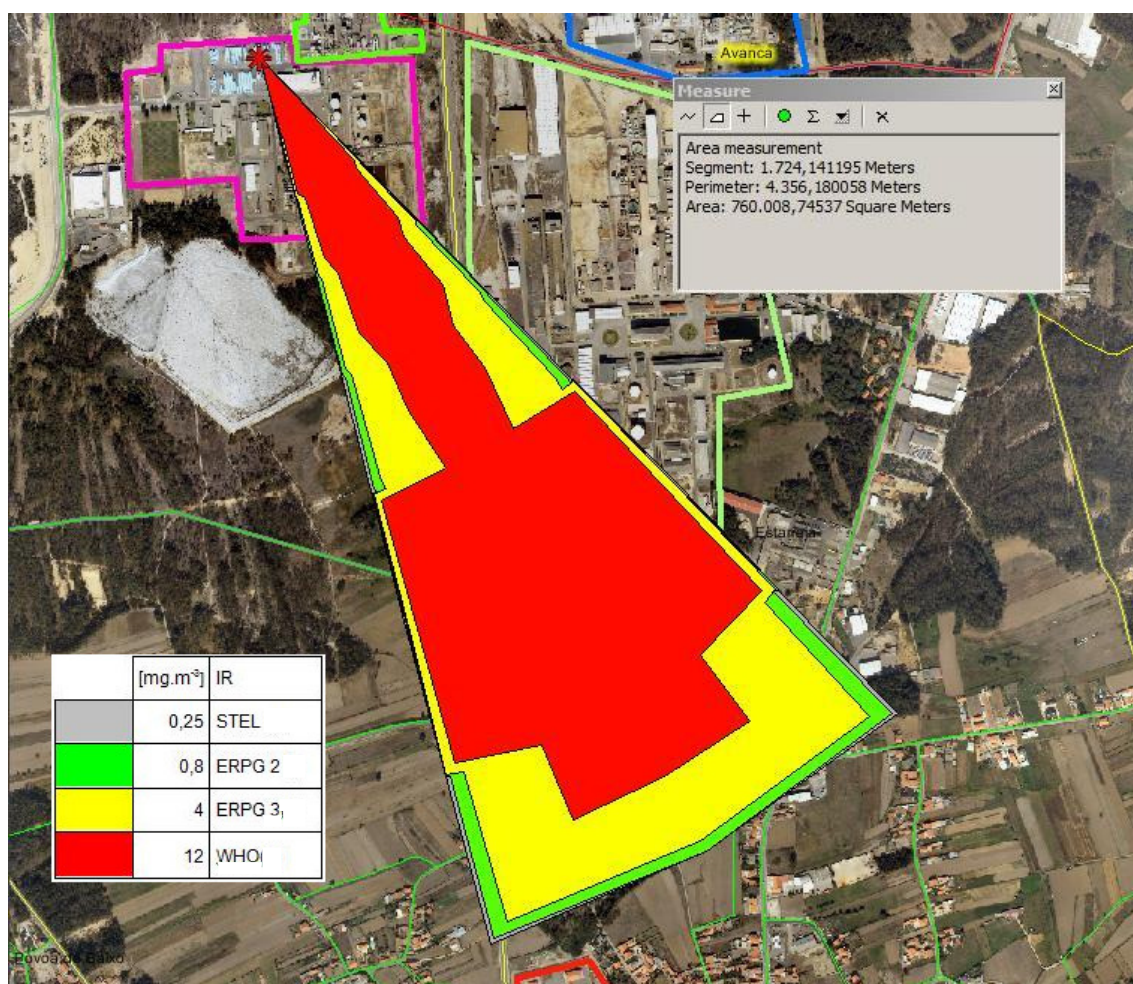 Avanca
Measure
Area measurement
Segment: 1.724,141195 Meters
Perimeter: 4.356,180058 Meters
Area: 760.008,74537 Square Meters
Estarreja
[mg.m⁻³] IR
0,25 STEL
0,8 ERPG 2
4 ERPG 3
12 WHO
Povoa de Baixo